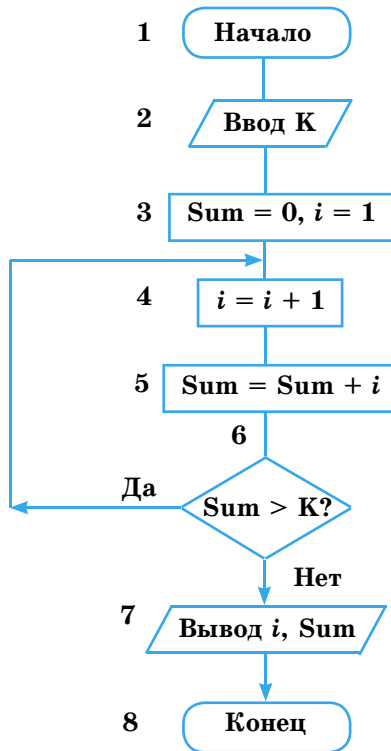 1 Начало
2 Ввод K
3 Sum = 0, i = 1
4 i = i + 1
5 Sum = Sum + i
6
Да Sum > K?
Нет
7 Вывод i, Sum
8 Конец